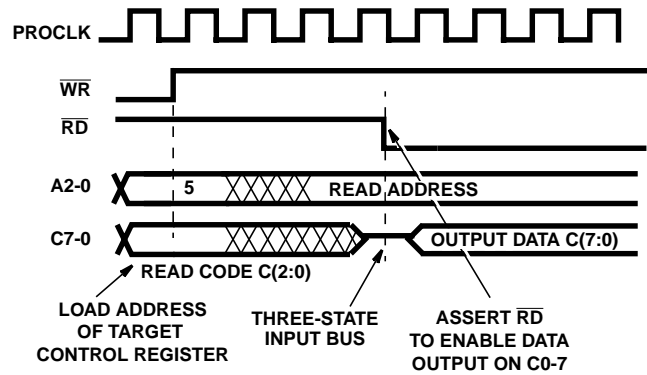 PROCLK
WR
RD
A2-0
5
READ ADDRESS
C7-0
OUTPUT DATA C(7:0)
READ CODE C(2:0)
LOAD ADDRESS
OF TARGET
CONTROL REGISTER
THREE-STATE
INPUT BUS
ASSERT RD
TO ENABLE DATA
OUTPUT ON C0-7